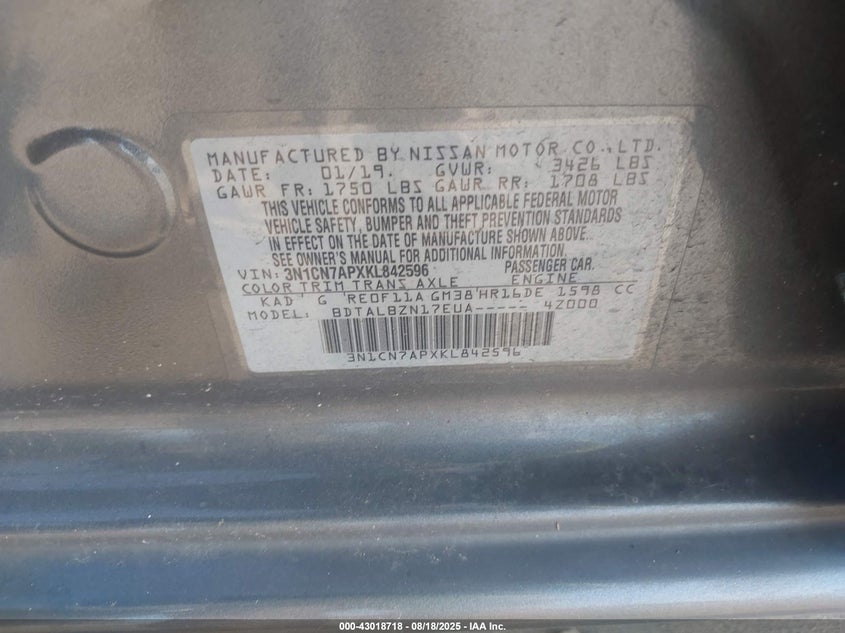 MANUFACTURED BY NISSAN MOTOR CO., LTD.
DATE: 01/19. GVWR: 3426 LBS
GAWR FR: 1750 LBS GAWR RR: 1708 LBS
THIS VEHICLE CONFORMS TO ALL APPLICABLE FEDERAL MOTOR
VEHICLE SAFETY, BUMPER AND THEFT PREVENTION STANDARDS
IN EFFECT ON THE DATE OF MANUFACTURE SHOWN ABOVE.
SEE OWNER'S MANUAL FOR ADDITIONAL INFORMATION.
VIN: 3N1CN7APXKL842596 PASSENGER CAR.
COLOR TRIM TRANS AXLE ENGINE
KAD G RE0F11A GM38 HR16DE 1598 CC
MODEL: BDTALBZN17EUA----- 4Z000
3N1CN7APXKL842596
000-43018718 - 08/18/2025 - IAA Inc.